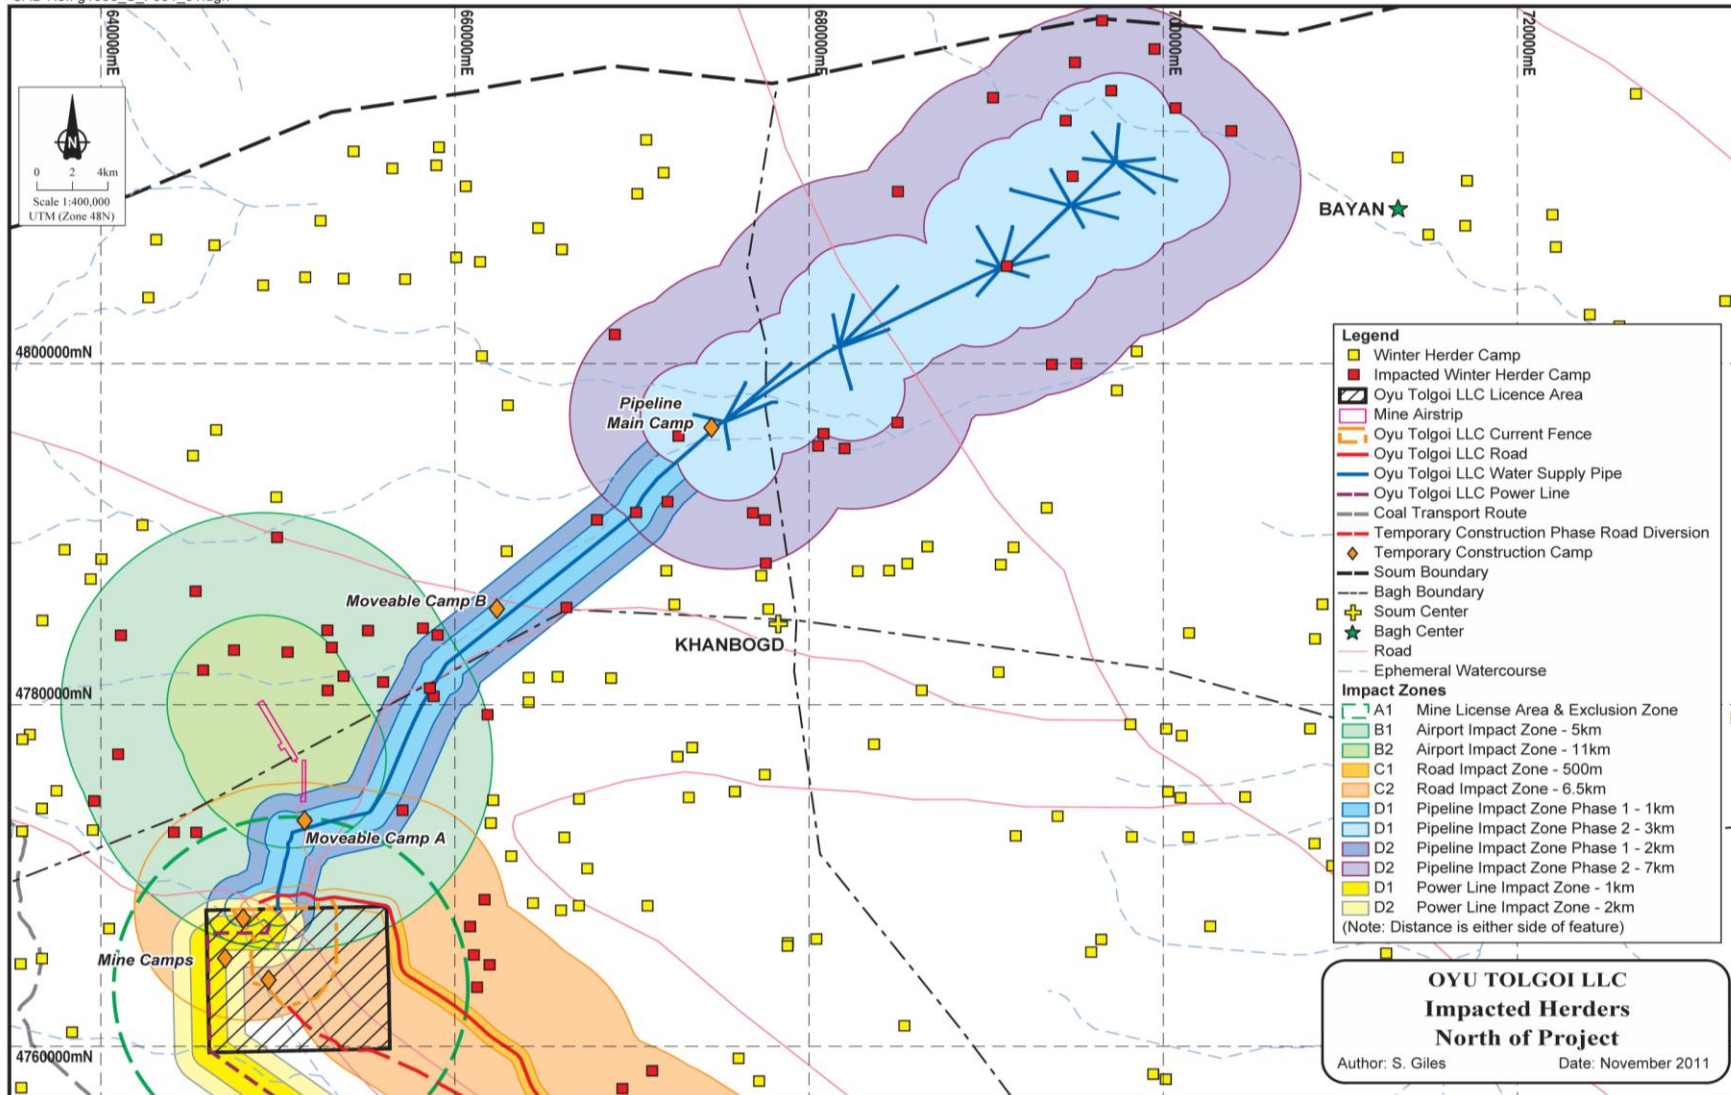 640000mE
660000mE
680000mE
700000mE
720000mE
N
0 2 4km
Scale 1:400,000
UTM (Zone 48N)
BAYAN
4800000mN
Pipeline
Main Camp
Moveable Camp B
KHANBOGD
4780000mN
Moveable Camp A
Mine Camps
4760000mN
Legend
Winter Herder Camp
Impacted Winter Herder Camp
Oyu Tolgoi LLC Licence Area
Mine Airstrip
Oyu Tolgoi LLC Current Fence
Oyu Tolgoi LLC Road
Oyu Tolgoi LLC Water Supply Pipe
Oyu Tolgoi LLC Power Line
Coal Transport Route
Temporary Construction Phase Road Diversion
Temporary Construction Camp
Soum Boundary
Bagh Boundary
Soum Center
Bagh Center
Road
Ephemeral Watercourse
Impact Zones
A1 Mine License Area & Exclusion Zone
B1 Airport Impact Zone - 5km
B2 Airport Impact Zone - 11km
C1 Road Impact Zone - 500m
C2 Road Impact Zone - 6.5km
D1 Pipeline Impact Zone Phase 1 - 1km
D1 Pipeline Impact Zone Phase 2 - 3km
D2 Pipeline Impact Zone Phase 1 - 2km
D2 Pipeline Impact Zone Phase 2 - 7km
D1 Power Line Impact Zone - 1km
D2 Power Line Impact Zone - 2km
(Note: Distance is either side of feature)
OYU TOLGOI LLC
Impacted Herders
North of Project
Author: S. Giles Date: November 2011